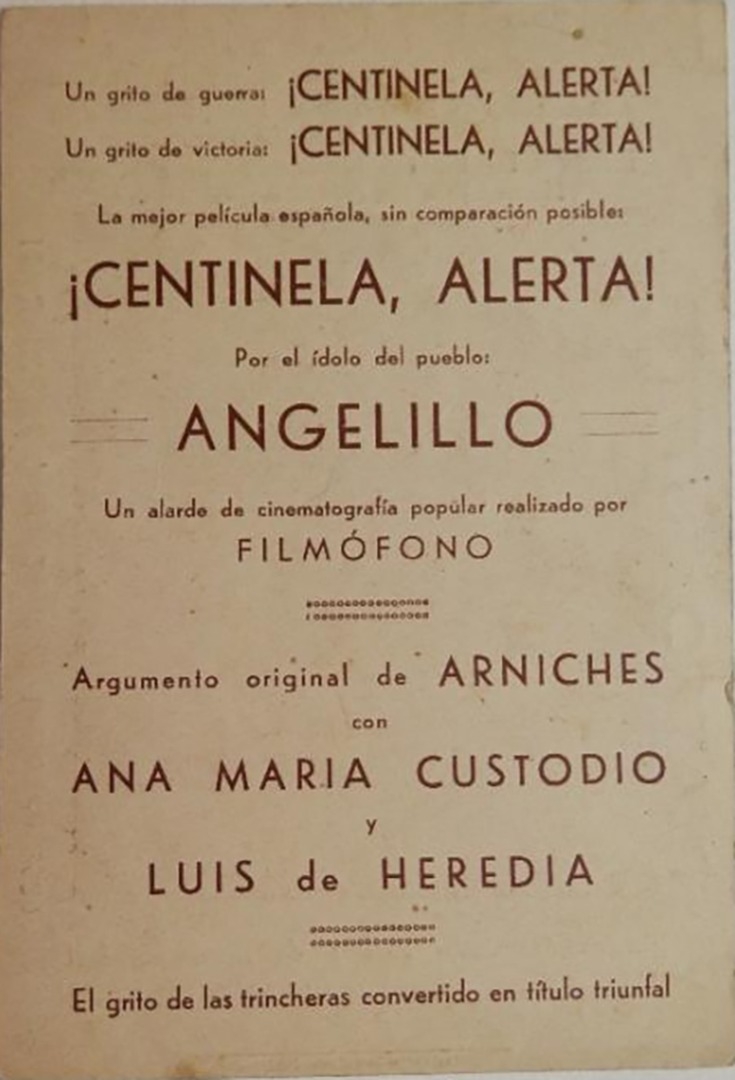 Un grito de guerra: ¡CENTINELA, ALERTA!
Un grito de victoria: ¡CENTINELA, ALERTA!
La mejor película española, sin comparación posible:
¡CENTINELA, ALERTA!
Por el ídolo del pueblo:
ANGELILLO
Un alarde de cinematografía popular realizado por
FILMÓFONO
Argumento original de ARNICHES
con
ANA MARIA CUSTODIO
y
LUIS de HEREDIA
El grito de las trincheras convertido en título triunfal